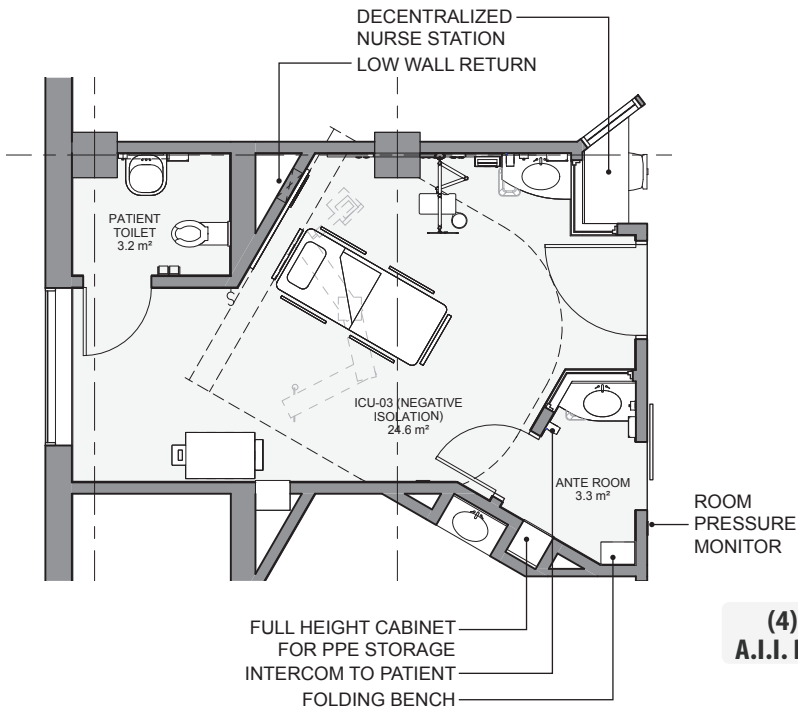 DECENTRALIZED
NURSE STATION
LOW WALL RETURN
PATIENT
TOILET
3.2 m²
ICU-03 (NEGATIVE
ISOLATION)
24.6 m²
ANTE ROOM
3.3 m²
ROOM
PRESSURE
MONITOR
FULL HEIGHT CABINET
FOR PPE STORAGE
INTERCOM TO PATIENT
FOLDING BENCH
(4)
A.I.I.